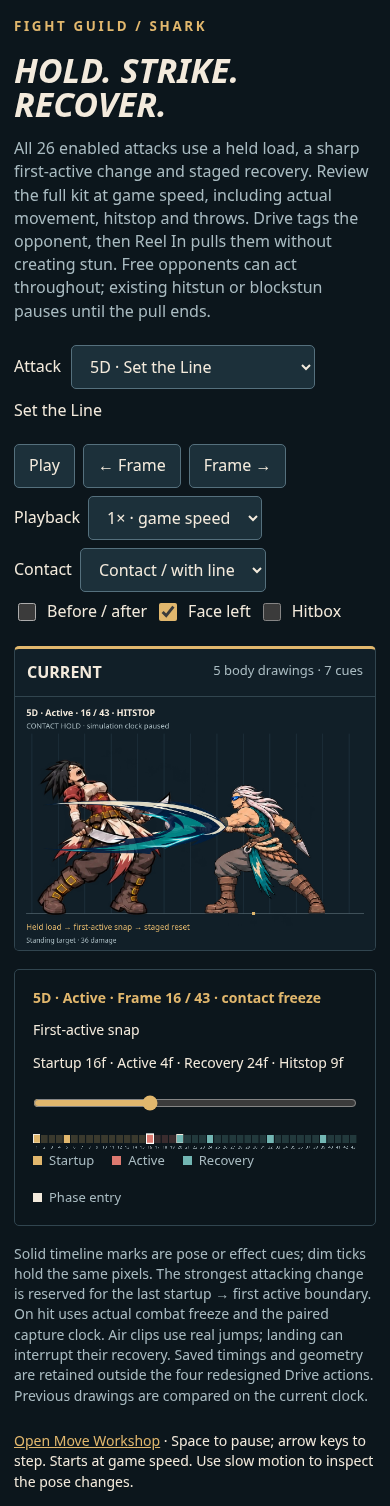 FIGHT GUILD / SHARK
HOLD. STRIKE.
RECOVER.
All 26 enabled attacks use a held load, a sharp
first-active change and staged recovery. Review
the full kit at game speed, including actual
movement, hitstop and throws. Drive tags the
opponent, then Reel In pulls them without
creating stun. Free opponents can act
throughout; existing hitstun or blockstun
pauses until the pull ends.
Attack 5D · Set the Line
Set the Line
Play ← Frame Frame →
Playback 1× · game speed
Contact Contact / with line
Before / after Face left Hitbox
CURRENT 5 body drawings · 7 cues
5D · Active · 16 / 43 · HITSTOP
CONTACT HOLD · simulation clock paused
Held load → first-active snap → staged reset
Standing target · 36 damage
5D · Active · Frame 16 / 43 · contact freeze
First-active snap
Startup 16f · Active 4f · Recovery 24f · Hitstop 9f
Startup Active Recovery
Phase entry
Solid timeline marks are pose or effect cues; dim ticks
hold the same pixels. The strongest attacking change
is reserved for the last startup → first active boundary.
On hit uses actual combat freeze and the paired
capture clock. Air clips use real jumps; landing can
interrupt their recovery. Saved timings and geometry
are retained outside the four redesigned Drive actions.
Previous drawings are compared on the current clock.
Open Move Workshop · Space to pause; arrow keys to
step. Starts at game speed. Use slow motion to inspect
the pose changes.